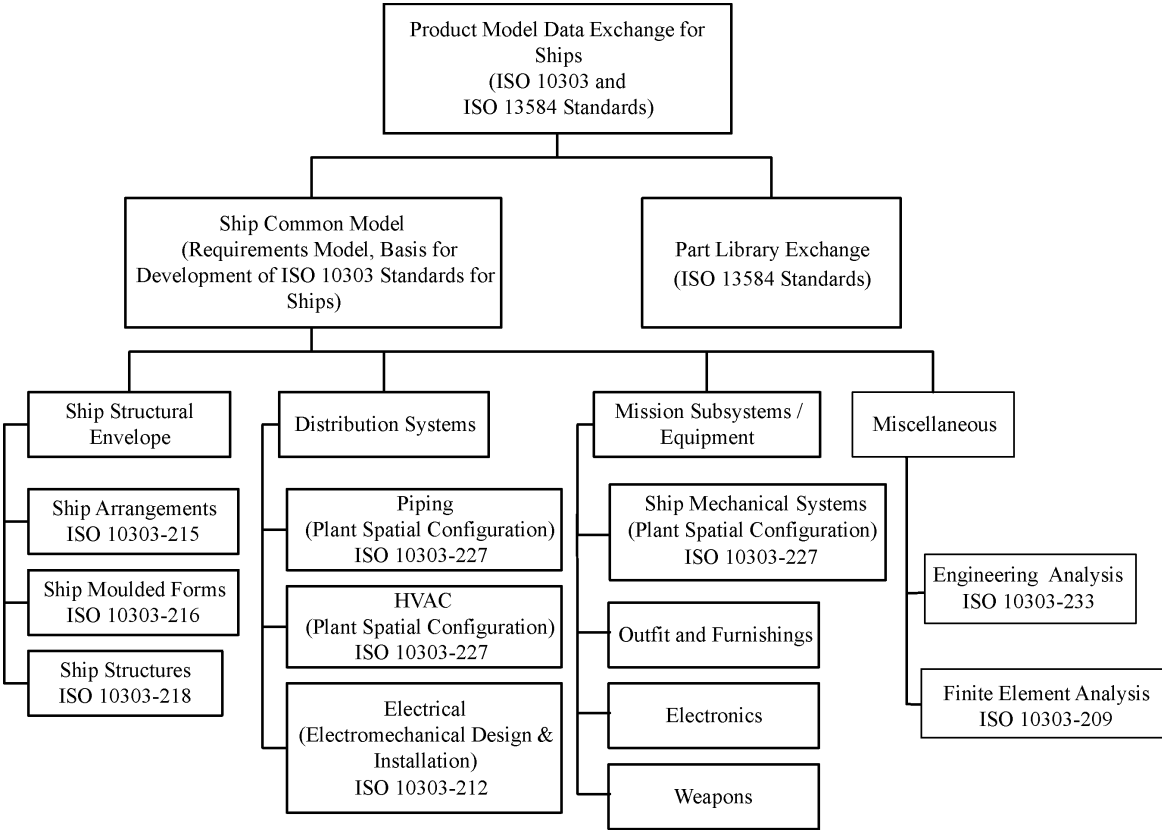 Product Model Data Exchange for
Ships
(ISO 10303 and
ISO 13584 Standards)
Ship Common Model
(Requirements Model, Basis for
Development of ISO 10303 Standards for
Ships)
Part Library Exchange
(ISO 13584 Standards)
Ship Structural
Envelope
Ship Arrangements
ISO 10303-215
Ship Moulded Forms
ISO 10303-216
Ship Structures
ISO 10303-218
Distribution Systems
Piping
(Plant Spatial Configuration)
ISO 10303-227
HVAC
(Plant Spatial Configuration)
ISO 10303-227
Electrical
(Electromechanical Design &
Installation)
ISO 10303-212
Mission Subsystems /
Equipment
Ship Mechanical Systems
(Plant Spatial Configuration)
ISO 10303-227
Outfit and Furnishings
Electronics
Weapons
Miscellaneous
Engineering Analysis
ISO 10303-233
Finite Element Analysis
ISO 10303-209